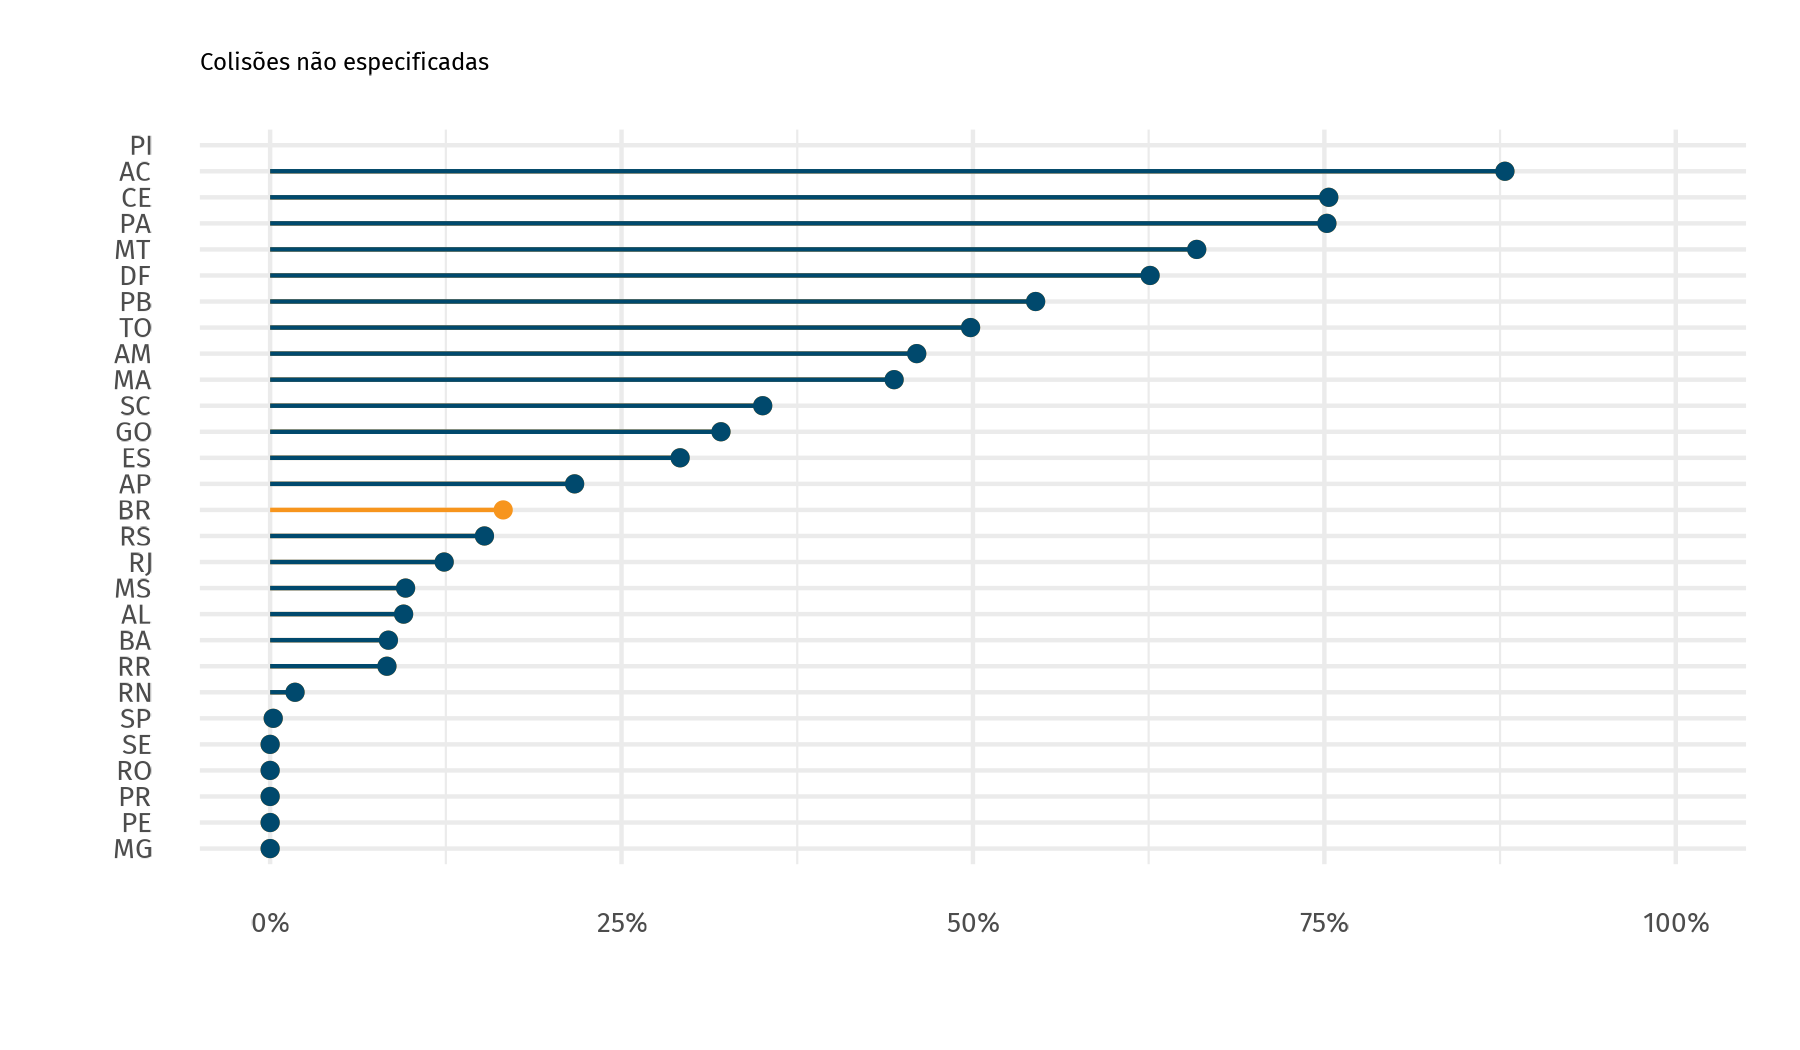 Colisões não especificadas
PI
AC
CE
PA
MT
DF
PB
TO
AM
MA
SC
GO
ES
AP
BR
RS
RJ
MS
AL
BA
RR
RN
SP
SE
RO
PR
PE
MG
0% 25% 50% 75% 100%